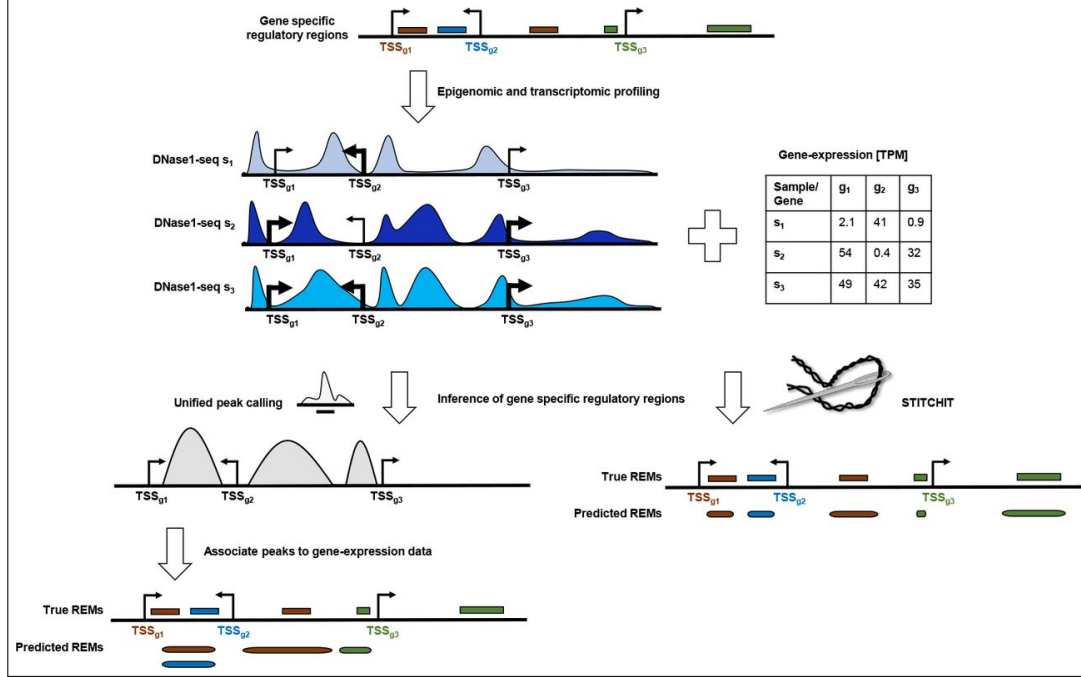 Gene specific
regulatory regions
TSSg1 TSSg2 TSSg3
Epigenomic and transcriptomic profiling
DNase1-seq s1
TSSg1 TSSg2 TSSg3
DNase1-seq s2
TSSg1 TSSg2 TSSg3
DNase1-seq s3
TSSg1 TSSg2 TSSg3
Gene-expression [TPM]
Sample/ g1 g2 g3
Gene
s1 2.1 41 0.9
s2 54 0.4 32
s3 49 42 35
Unified peak calling
Inference of gene specific regulatory regions
STITCHIT
TSSg1 TSSg2 TSSg3
Associate peaks to gene-expression data
True REMs
TSSg1 TSSg2 TSSg3
Predicted REMs
True REMs
TSSg1 TSSg2 TSSg3
Predicted REMs